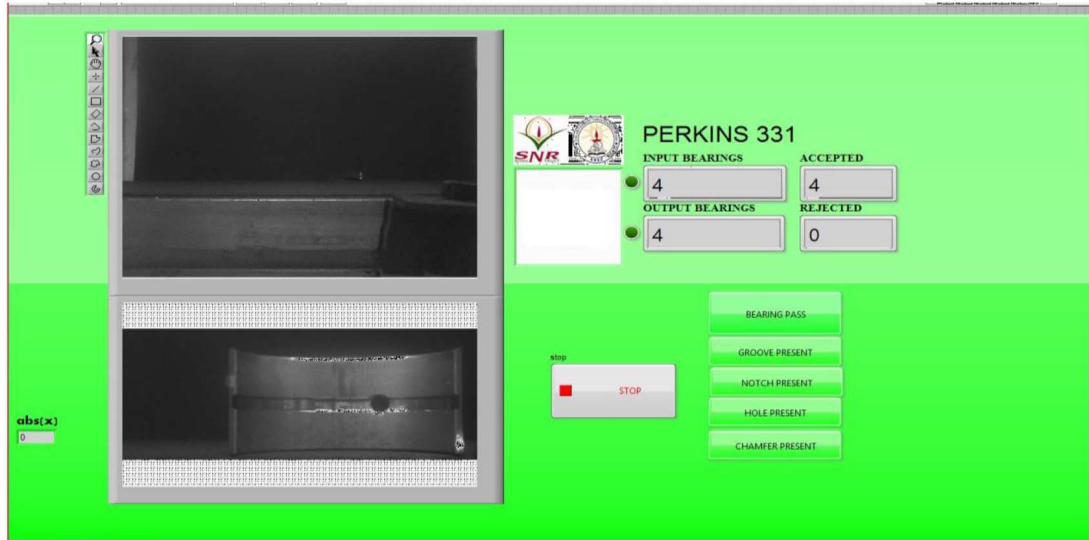 SNR
PERKINS 331
INPUT BEARINGS
ACCEPTED
4
4
OUTPUT BEARINGS
REJECTED
4
0
BEARING PASS
GROOVE PRESENT
stop
STOP
NOTCH PRESENT
HOLE PRESENT
abs(x)
0
CHAMFER PRESENT